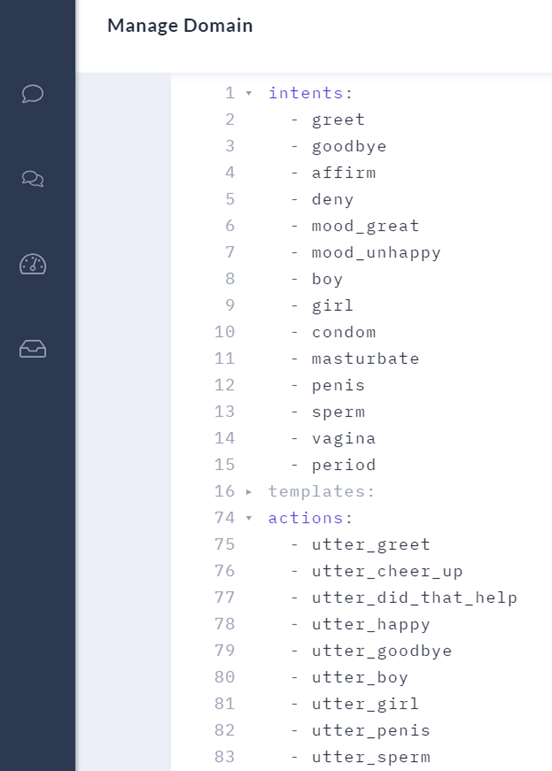 Manage Domain
1 ▾ intents:
2 - greet
3 - goodbye
4 - affirm
5 - deny
6 - mood_great
7 - mood_unhappy
8 - boy
9 - girl
10 - condom
11 - masturbate
12 - penis
13 - sperm
14 - vagina
15 - period
16 ▸ templates:
74 ▾ actions:
75 - utter_greet
76 - utter_cheer_up
77 - utter_did_that_help
78 - utter_happy
79 - utter_goodbye
80 - utter_boy
81 - utter_girl
82 - utter_penis
83 - utter_sperm